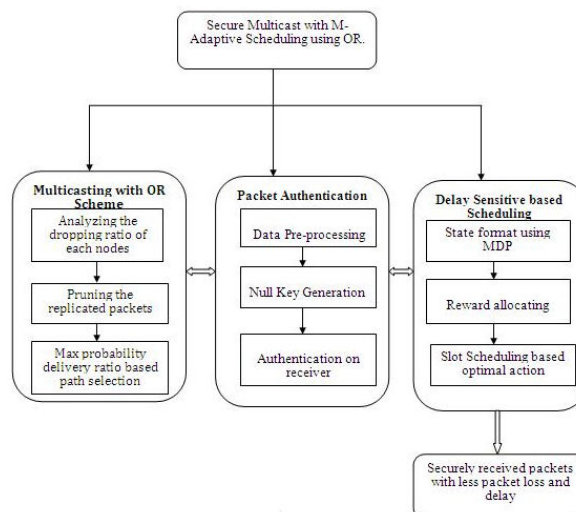 Secure Multicast with M-
Adaptive Scheduling using OR.
Multicasting with OR
Scheme
Analyzing the
dropping ratio of
each nodes
Pruning the
replicated packets
Max probability
delivery ratio based
path selection
Packet Authentication
Data Pre-processing
Null Key Generation
Authentication on
receiver
Delay Sensitive based
Scheduling
State format using
MDP
Reward allocating
Slot Scheduling based
optimal action
Securely received packets
with less packet loss and
delay